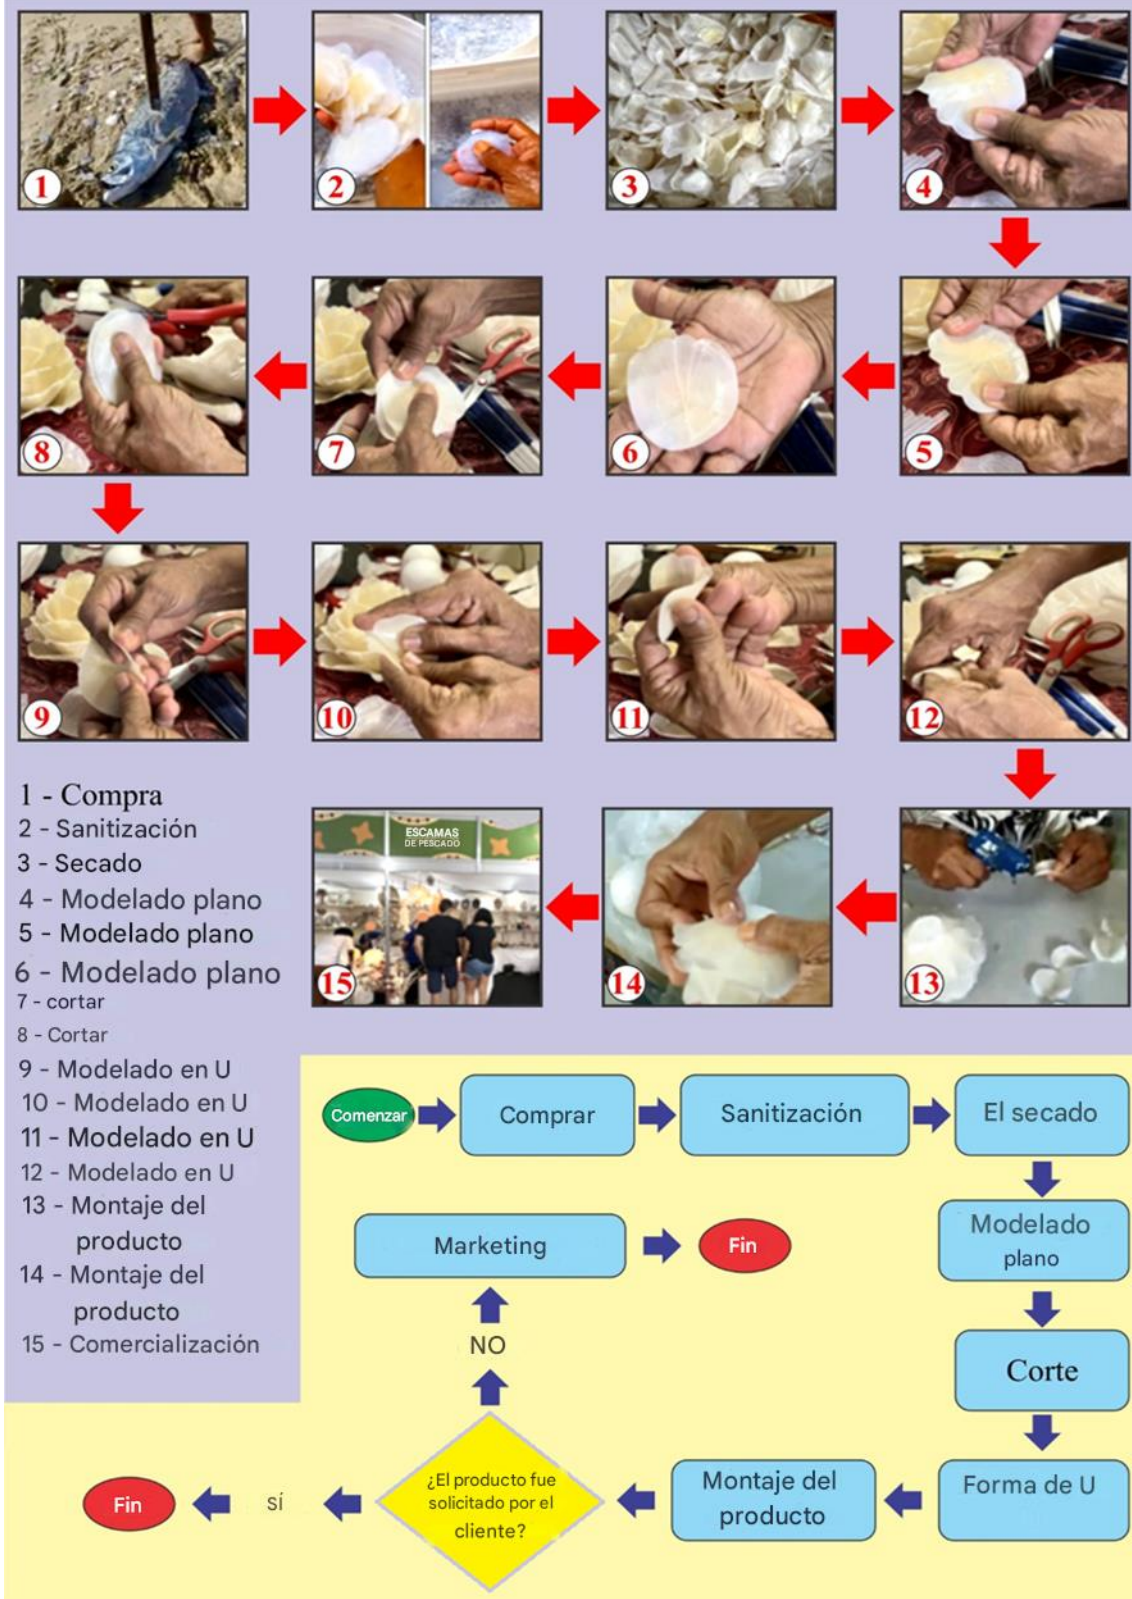 1
2
3
4
8
7
6
5
9
10
11
12
ESCAMAS
DE PESCADO
15
14
13
1 - Compra
2 - Sanitización
3 - Secado
4 - Modelado plano
5 - Modelado plano
6 - Modelado plano
7 - cortar
8 - Cortar
9 - Modelado en U
10 - Modelado en U
11 - Modelado en U
12 - Modelado en U
13 - Montaje del
producto
14 - Montaje del
producto
15 - Comercialización
Comenzar
Comprar
Sanitización
El secado
Modelado
plano
Corte
Forma de U
Montaje del
producto
¿El producto fue
solicitado por el
cliente?
NO
Marketing
Fin
sí
Fin